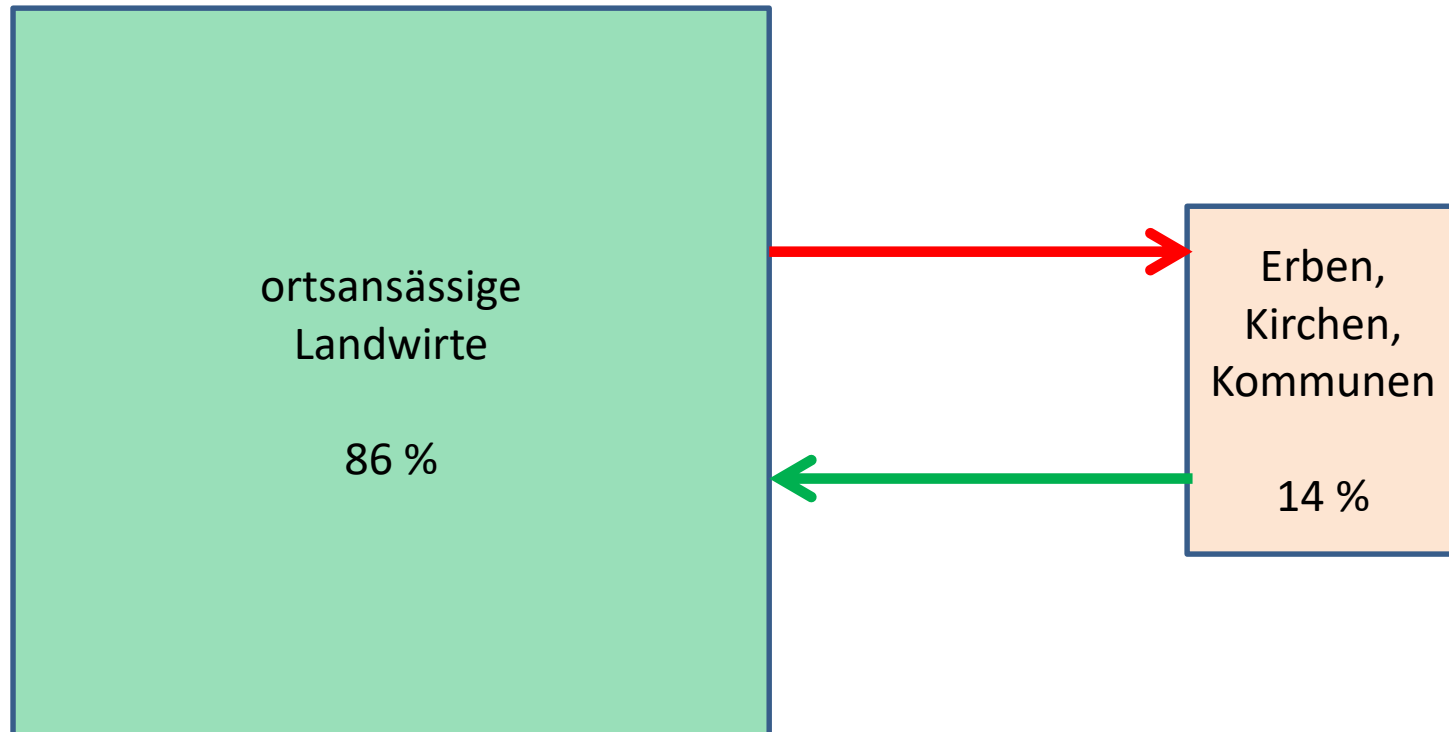 ortsansässige
Landwirte
86 %
Erben,
Kirchen,
Kommunen
14 %